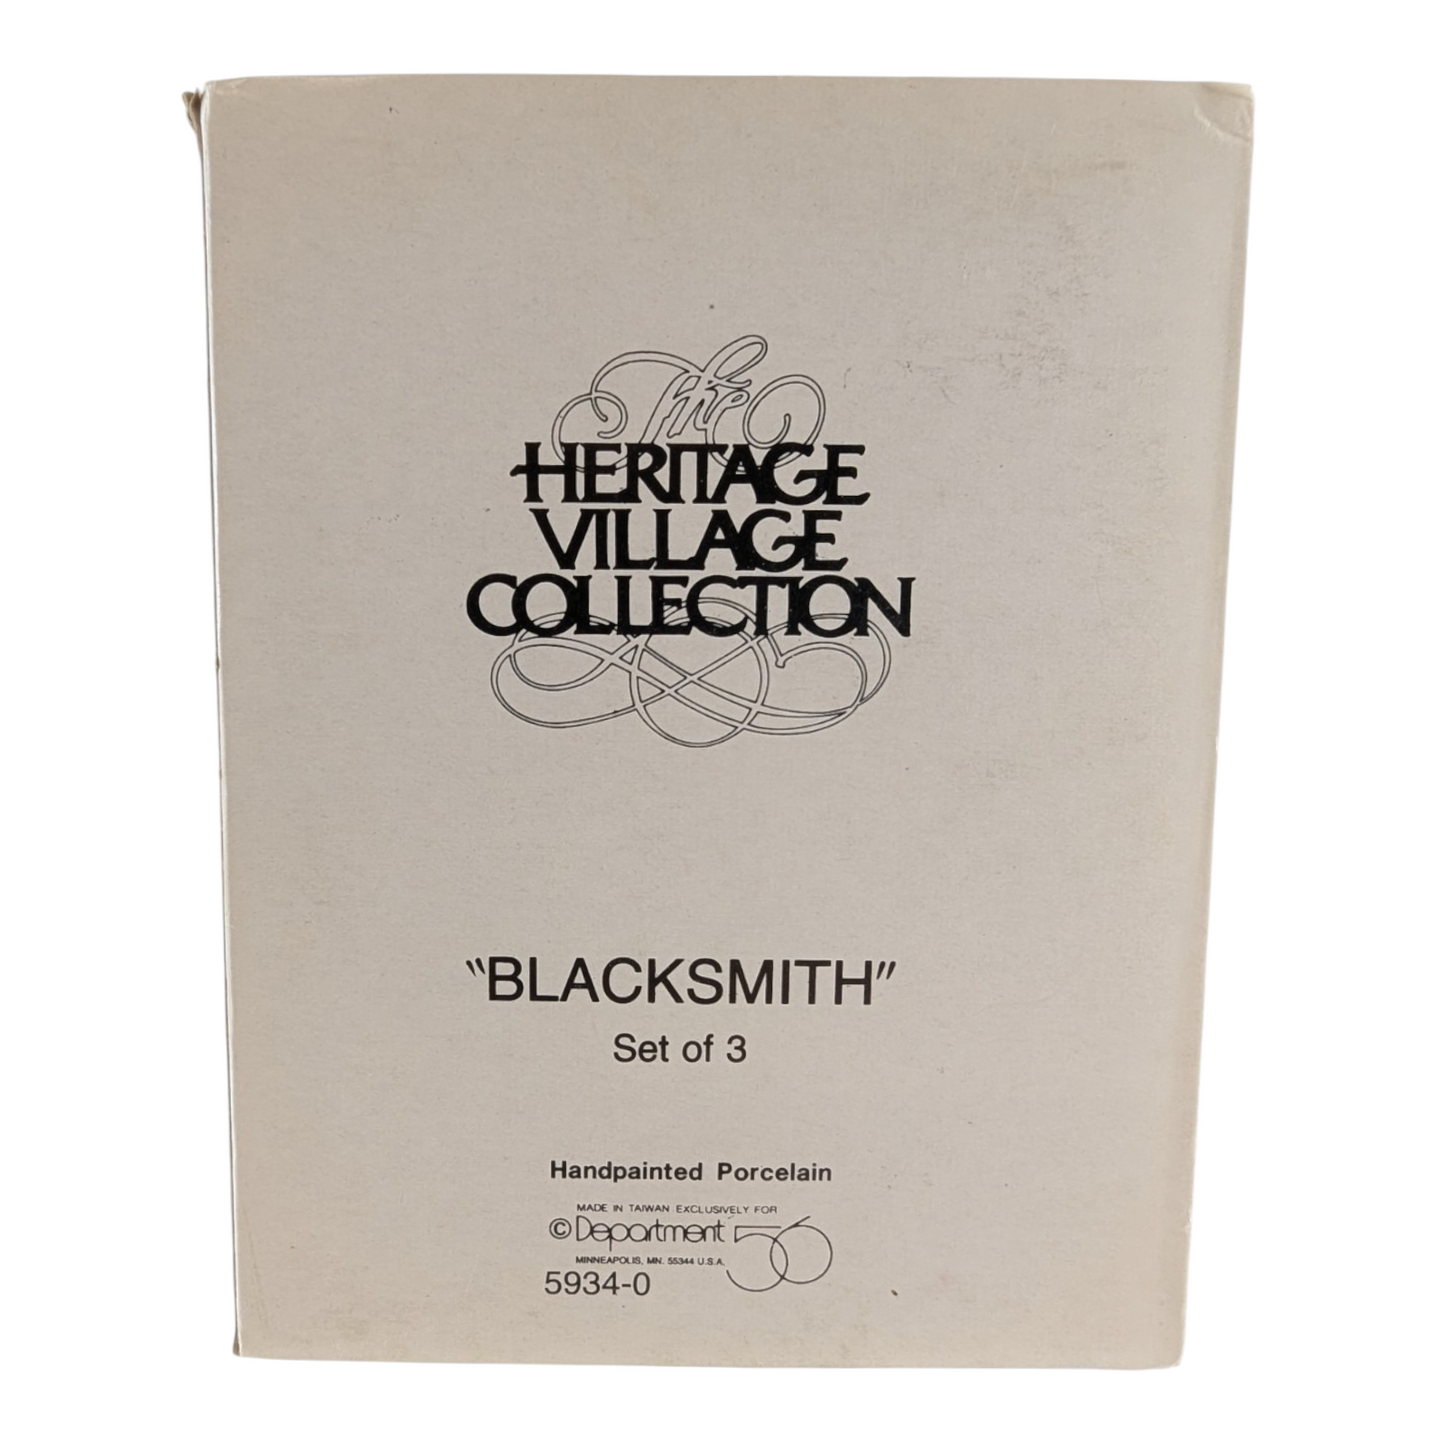 The
HERITAGE
VILLAGE
COLLECTION
"BLACKSMITH"
Set of 3
Handpainted Porcelain
MADE IN TAIWAN EXCLUSIVELY FOR
© Department 56
MINNEAPOLIS, MN. 55344 U.S.A.
5934-0